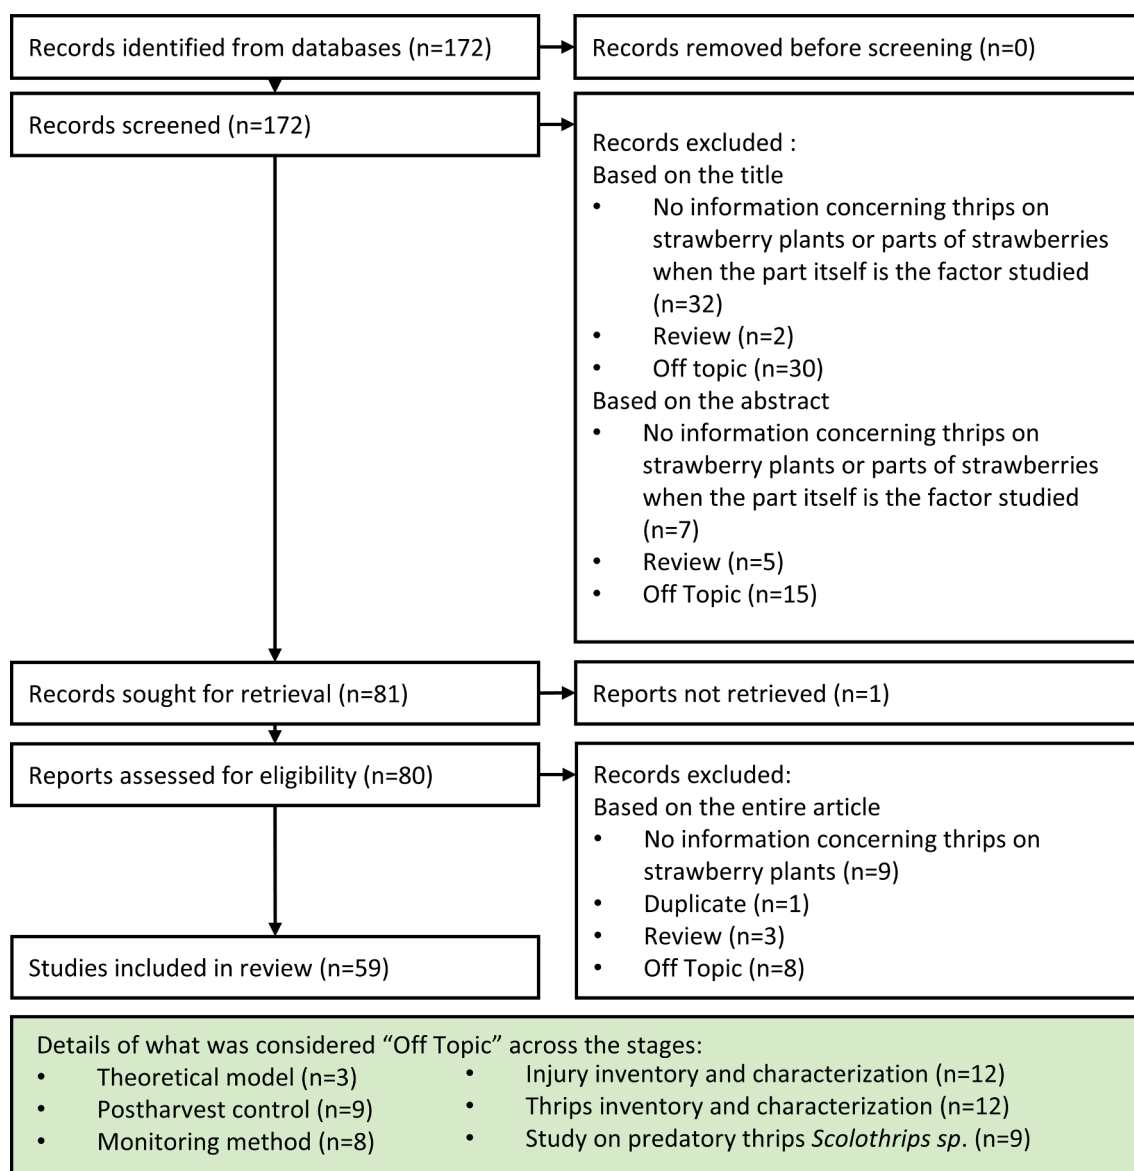 Records identified from databases (n=172)
Records removed before screening (n=0)
Records screened (n=172)
Records excluded :
Based on the title
• No information concerning thrips on
strawberry plants or parts of strawberries
when the part itself is the factor studied
(n=32)
• Review (n=2)
• Off topic (n=30)
Based on the abstract
• No information concerning thrips on
strawberry plants or parts of strawberries
when the part itself is the factor studied
(n=7)
• Review (n=5)
• Off Topic (n=15)
Records sought for retrieval (n=81)
Reports not retrieved (n=1)
Reports assessed for eligibility (n=80)
Records excluded:
Based on the entire article
• No information concerning thrips on
strawberry plants (n=9)
• Duplicate (n=1)
• Review (n=3)
• Off Topic (n=8)
Studies included in review (n=59)
Details of what was considered “Off Topic” across the stages:
• Theoretical model (n=3)
• Postharvest control (n=9)
• Monitoring method (n=8)
• Injury inventory and characterization (n=12)
• Thrips inventory and characterization (n=12)
• Study on predatory thrips Scolothrips sp. (n=9)